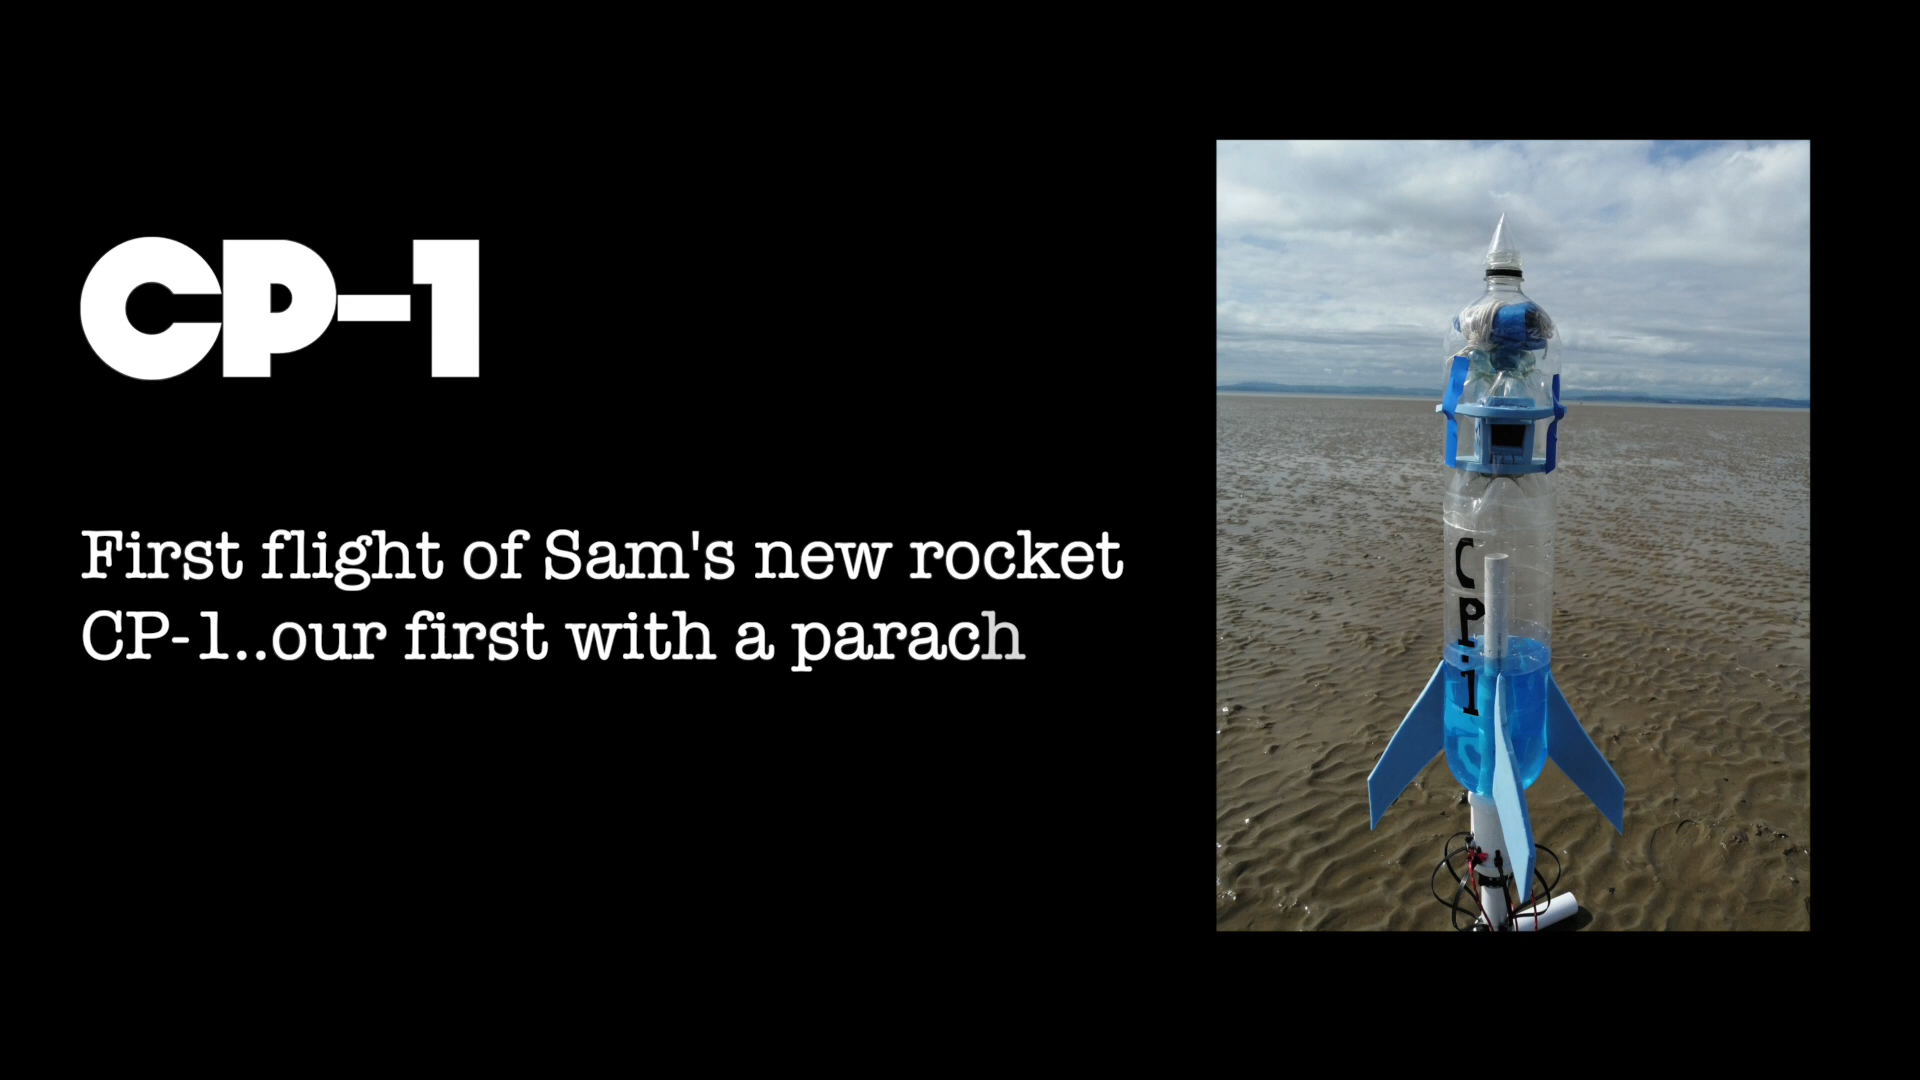 CP-1
First flight of Sam's new rocket
CP-1..our first with a parach
CP-1